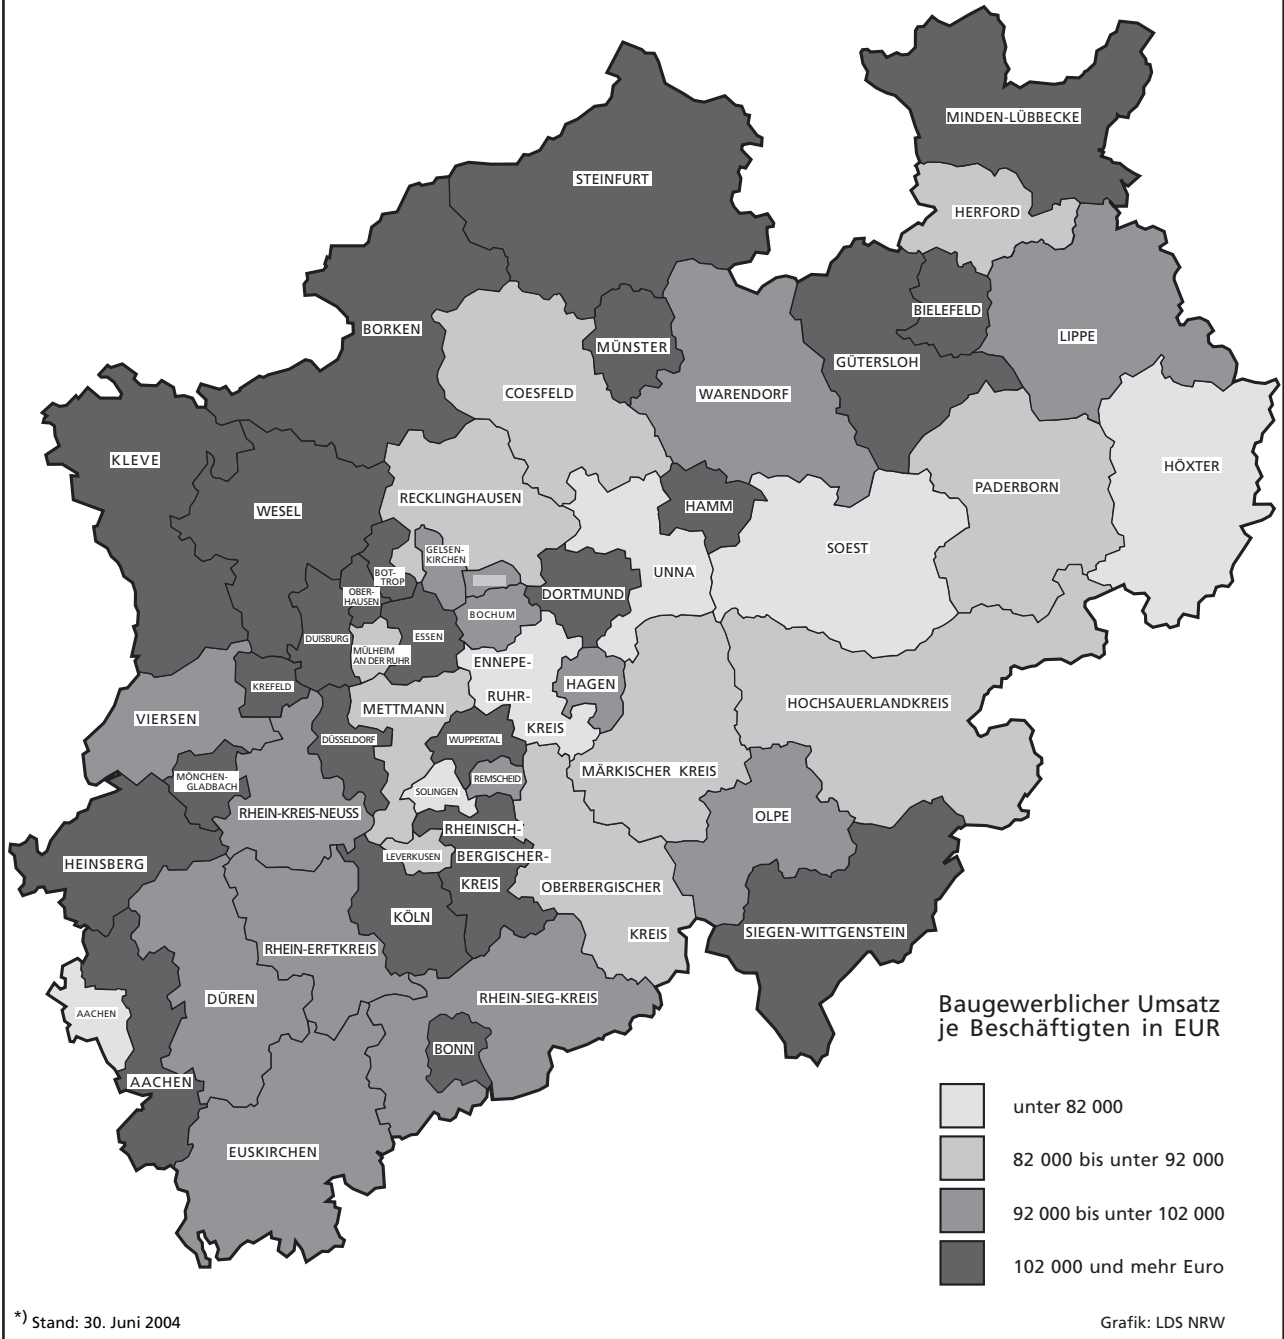 MINDEN-LÜBBECKE
STEINFURT
HERFORD
BIELEFELD
BORKEN
LIPPE
MÜNSTER
GÜTERSLOH
COESFELD
WARENDORF
KLEVE
HÖXTER
RECKLINGHAUSEN
PADERBORN
WESEL
HAMM
SOEST
GELSEN-
KIRCHEN
UNNA
BOT-
TROP
OBER-
HAUSEN
DORTMUND
BOCHUM
DUISBURG
ESSEN
MÜLHEIM
AN DER RUHR
ENNEPE-
RUHR-
KREIS
HAGEN
KREFELD
HOCHSAUERLANDKREIS
VIERSEN
METTMANN
DÜSSELDORF
WUPPERTAL
MÄRKISCHER KREIS
MÖNCHEN-
GLADBACH
REMSCHEID
SOLINGEN
RHEIN-KREIS-NEUSS
OLPE
RHEINISCH-
BERGISCHER-
KREIS
LEVERKUSEN
HEINSBERG
OBERBERGISCHER
KREIS
KÖLN
SIEGEN-WITTGENSTEIN
RHEIN-ERFTKREIS
DÜREN
RHEIN-SIEG-KREIS
AACHEN
BONN
AACHEN
EUSKIRCHEN
Baugewerblicher Umsatz
je Beschäftigten in EUR
unter 82 000
82 000 bis unter 92 000
92 000 bis unter 102 000
102 000 und mehr Euro
*) Stand: 30. Juni 2004
Grafik: LDS NRW